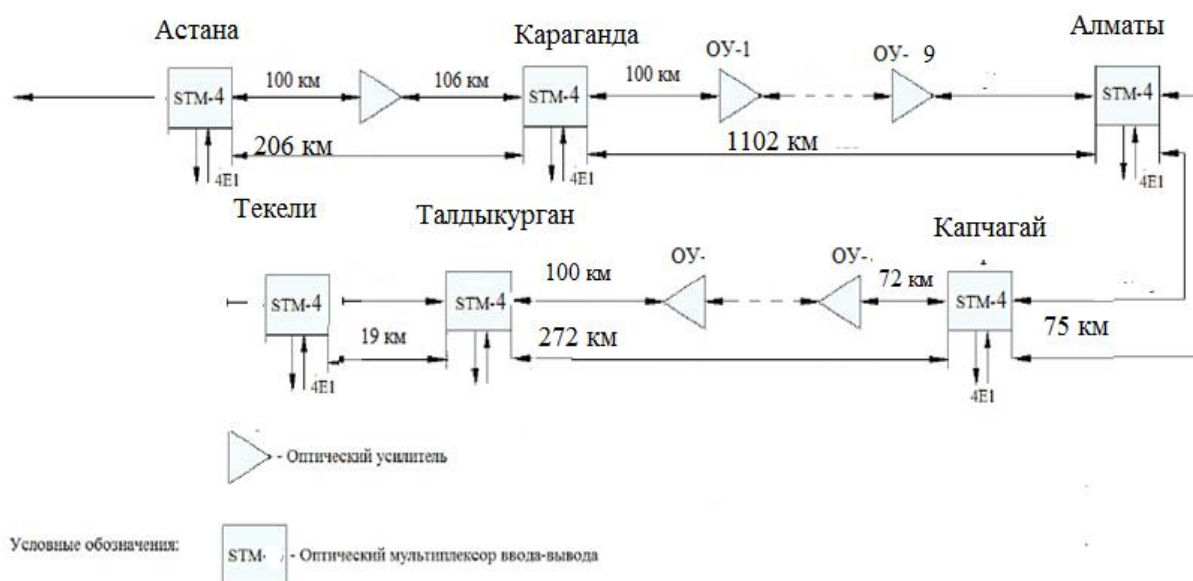 Астана
Караганда
Алматы
ОУ-1
ОУ- 9
100 км
106 км
100 км
STM-4
STM-4
STM-4
206 км
1102 км
4E1
4E1
4E1
Текели
Талдыкурган
Капчагай
ОУ-
ОУ-.
100 км
72 км
STM-4
STM-4
STM-4
19 км
272 км
75 км
4E1
4E1
- Оптический усилитель
Условные обозначения:
STM-
- Оптический мультиплексор ввода-вывода